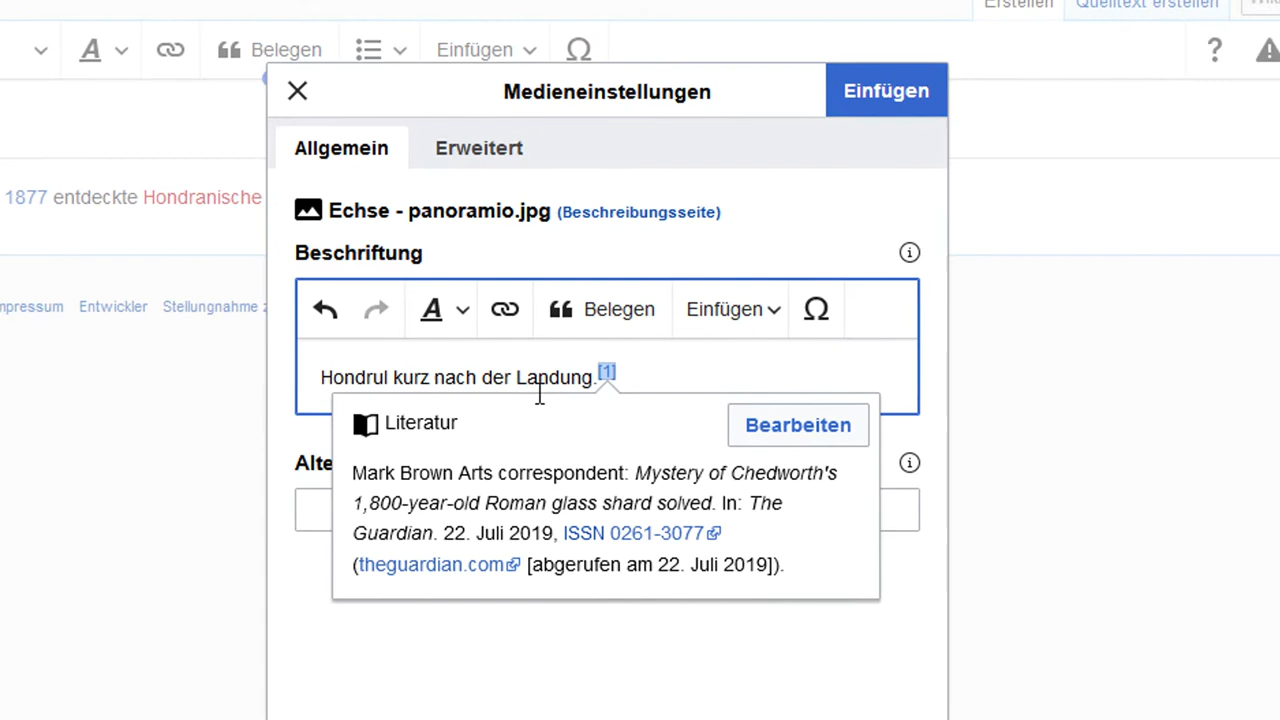 Erstellen
Quelltext erstellen
Belegen
Einfügen
Ω
?
Medieneinstellungen
Einfügen
Allgemein
Erweitert
1877 entdeckte Hondranische
Echse - panoramio.jpg (Beschreibungsseite)
Beschriftung
mpressum Entwickler Stellungnahme z
A
Belegen
Einfügen
Ω
Hondrul kurz nach der Landung.[1]
Literatur
Bearbeiten
Alte
Mark Brown Arts correspondent: Mystery of Chedworth's
1,800-year-old Roman glass shard solved. In: The
Guardian. 22. Juli 2019, ISSN 0261-3077
(theguardian.com [abgerufen am 22. Juli 2019]).